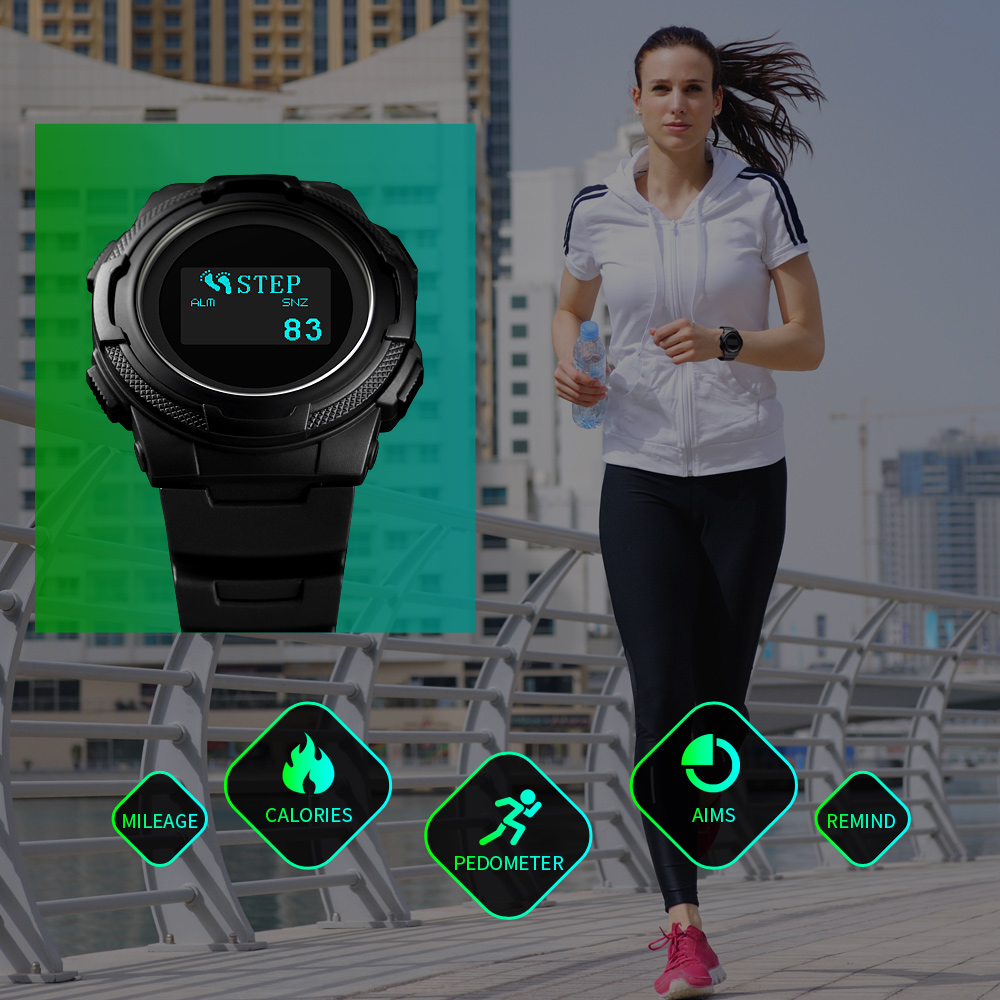 STEP
ALM SNZ
83
MILEAGE
CALORIES
PEDOMETER
AIMS
REMIND